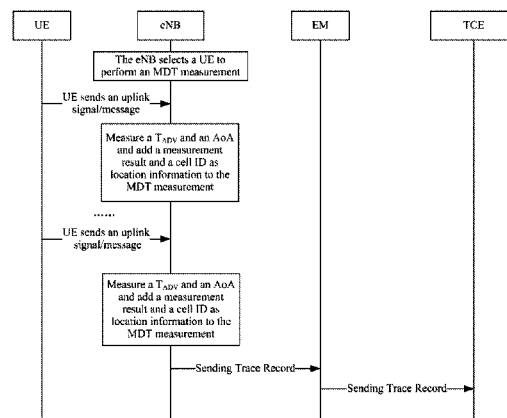 UE
eNB
EM
TCE
The eNB selects a UE to
perform an MDT measurement
UE sends an uplink
signal/message
Measure a TADV and an AoA
and add a measurement
result and a cell ID as
location information to the
MDT measurement
......
UE sends an uplink
signal/message
Measure a TADV and an AoA
and add a measurement
result and a cell ID as
location information to the
MDT measurement
Sending Trace Record
Sending Trace Record